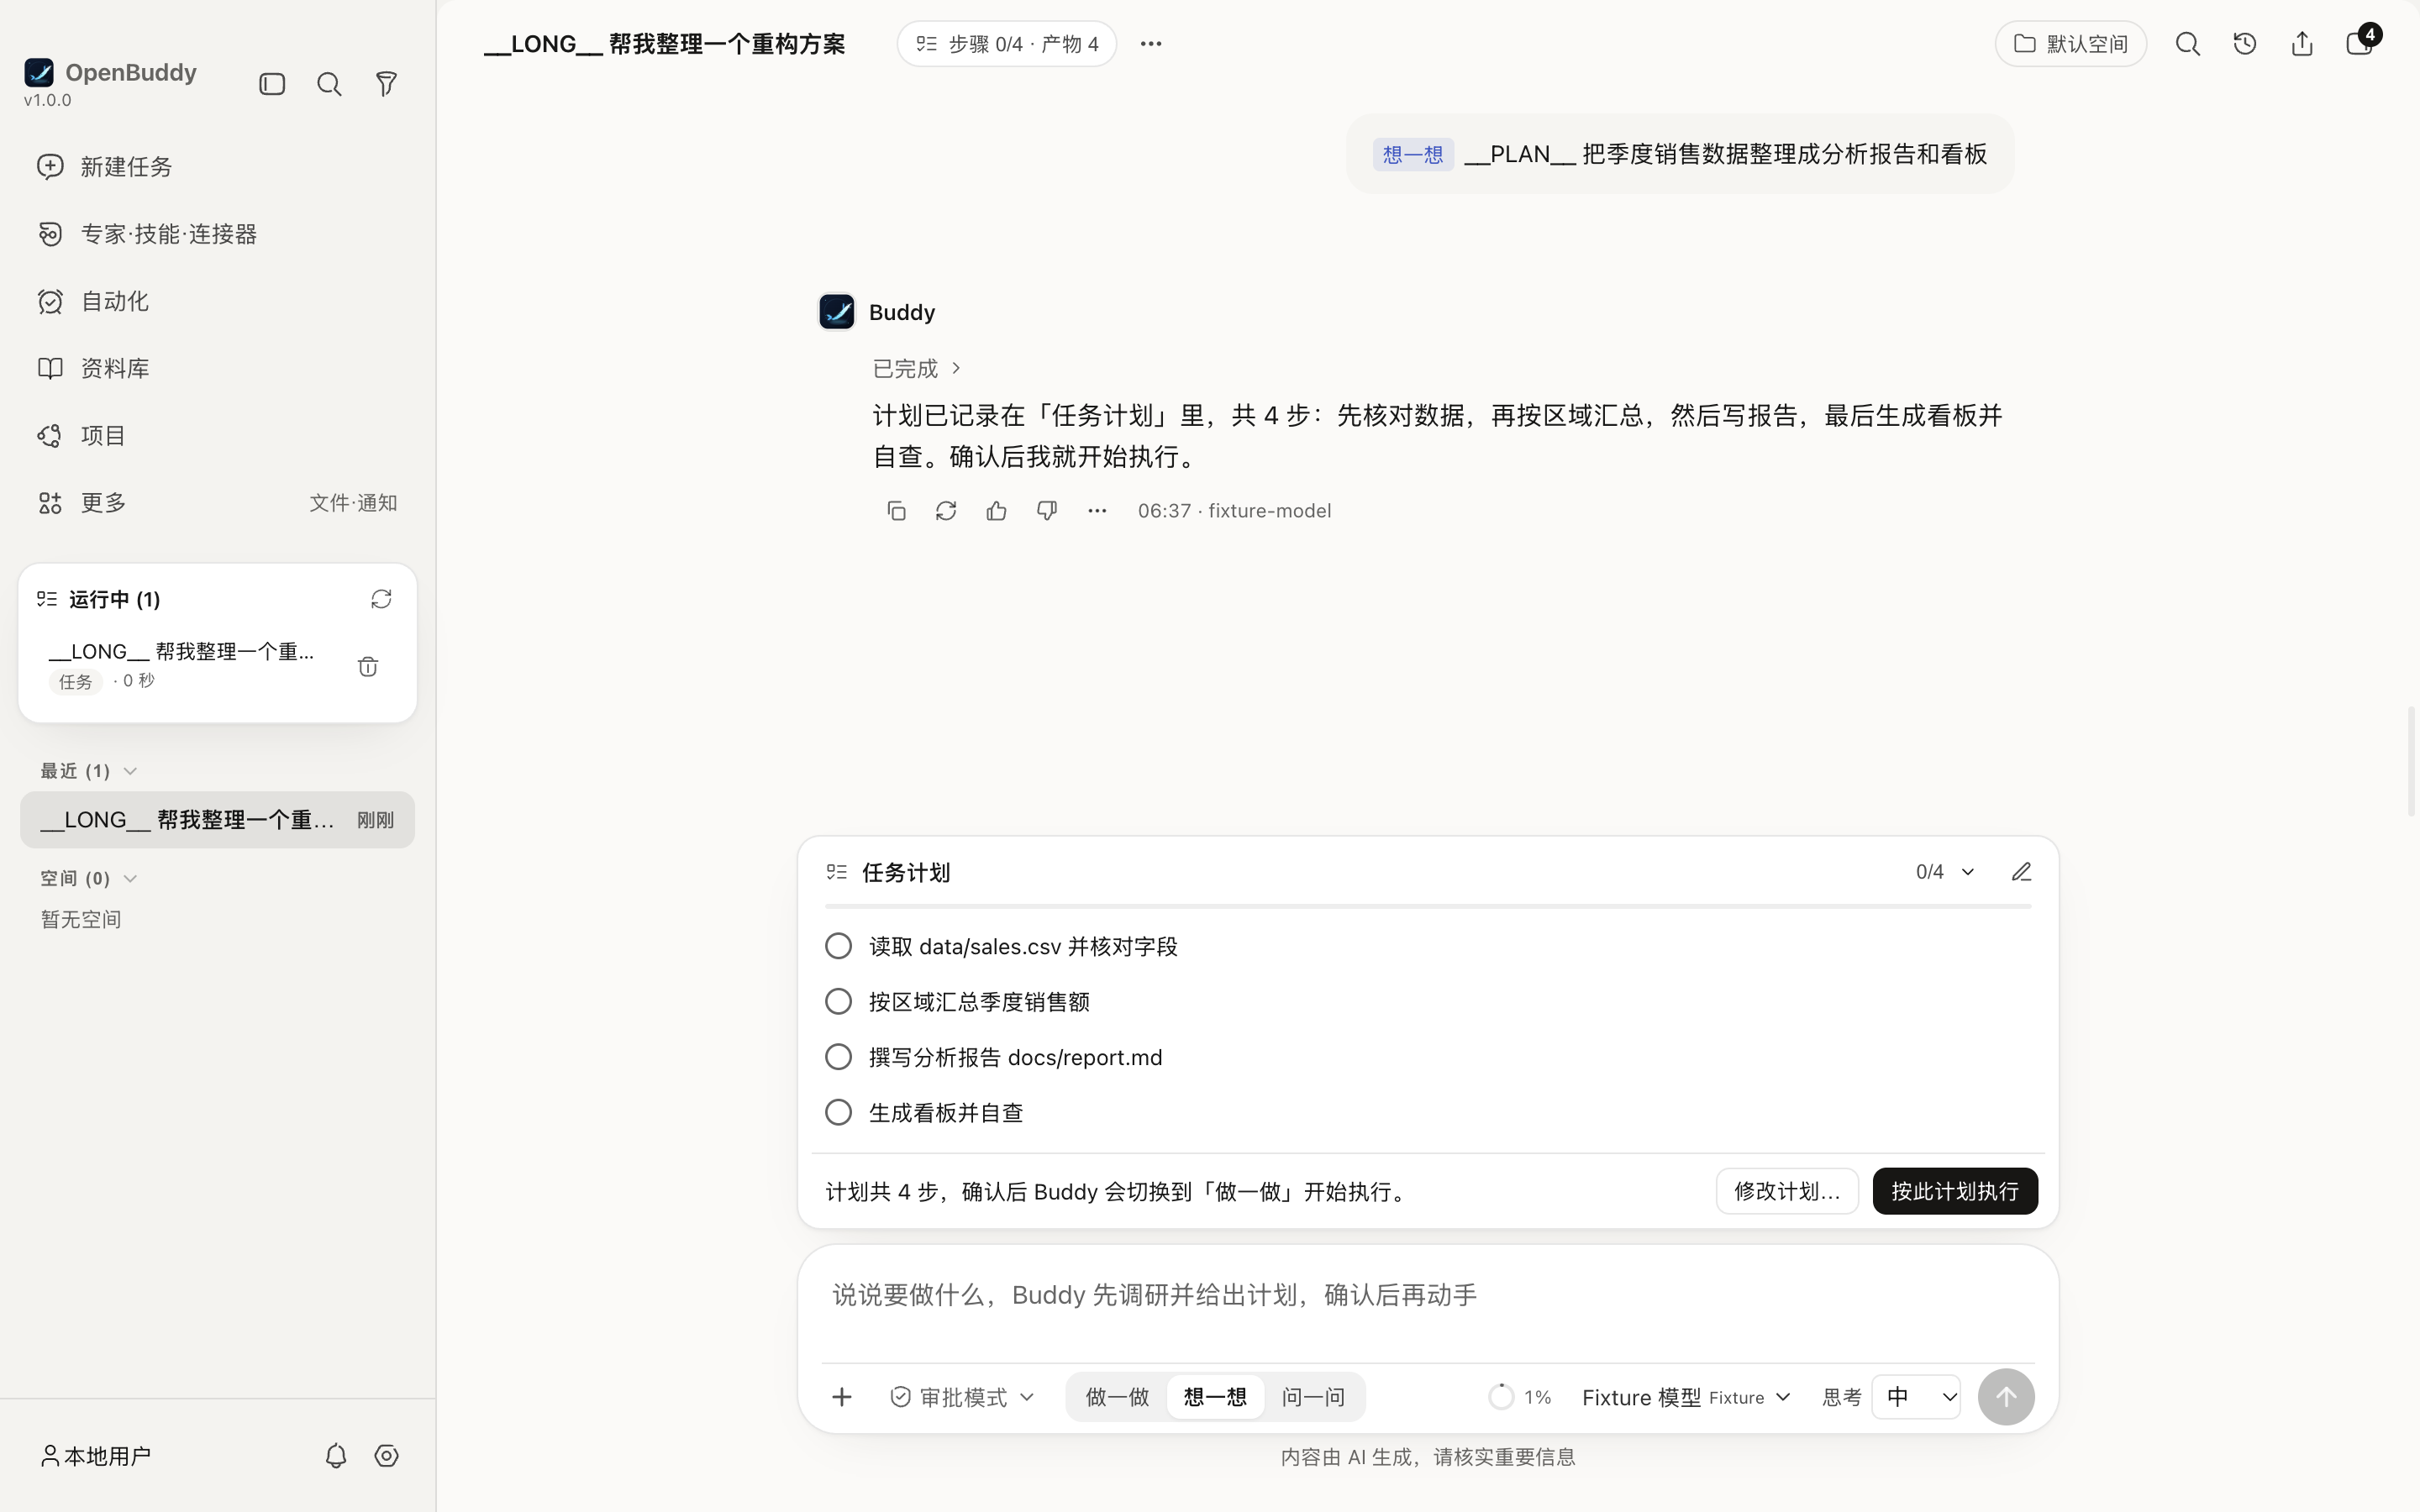 OpenBuddy
v1.0.0
新建任务
专家·技能·连接器
自动化
资料库
项目
更多
文件·通知
运行中 (1)
__LONG__ 帮我整理一个重...
任务 · 0 秒
最近 (1)
__LONG__ 帮我整理一个重... 刚刚
空间 (0)
暂无空间
本地用户
__LONG__ 帮我整理一个重构方案
步骤 0/4 · 产物 4
默认空间
4
想一想 __PLAN__ 把季度销售数据整理成分析报告和看板
Buddy
已完成
计划已记录在「任务计划」里，共 4 步：先核对数据，再按区域汇总，然后写报告，最后生成看板并
自查。确认后我就开始执行。
06:37 · fixture-model
任务计划
0/4
读取 data/sales.csv 并核对字段
按区域汇总季度销售额
撰写分析报告 docs/report.md
生成看板并自查
计划共 4 步，确认后 Buddy 会切换到「做一做」开始执行。
修改计划...
按此计划执行
说说要做什么，Buddy 先调研并给出计划，确认后再动手
审批模式
做一做 想一想 问一问
1%
Fixture 模型 Fixture
思考 中
内容由 AI 生成，请核实重要信息